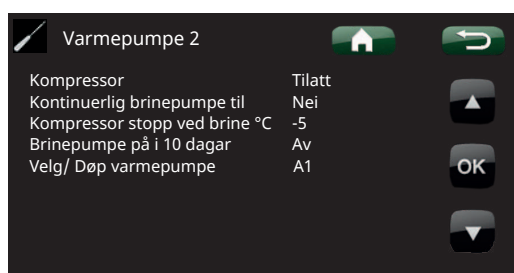 Varmepumpe 2
Kompressor Tilatt
Kontinuerlig brinepumpe til Nei
Kompressor stopp ved brine °C -5
Brinepumpe på i 10 dagar Av
Velg/ Døp varmepumpe A1
OK